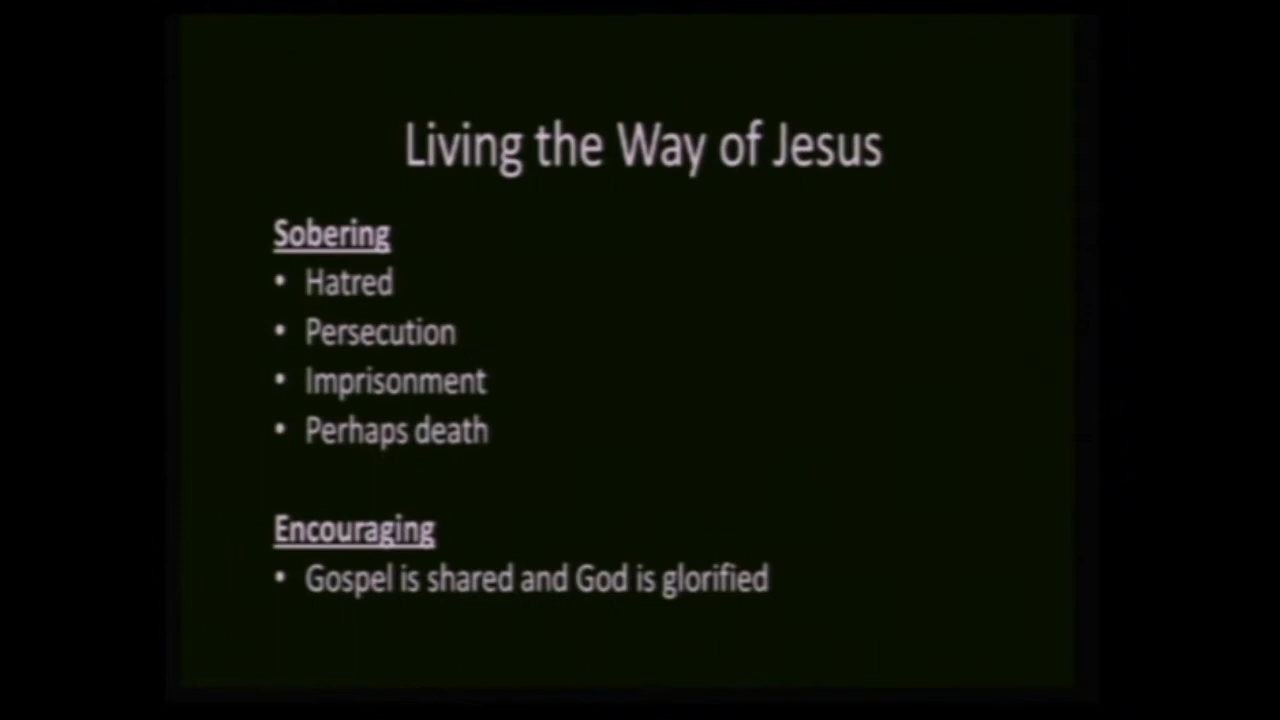 Living the Way of Jesus
Sobering
• Hatred
• Persecution
• Imprisonment
• Perhaps death
Encouraging
• Gospel is shared and God is glorified